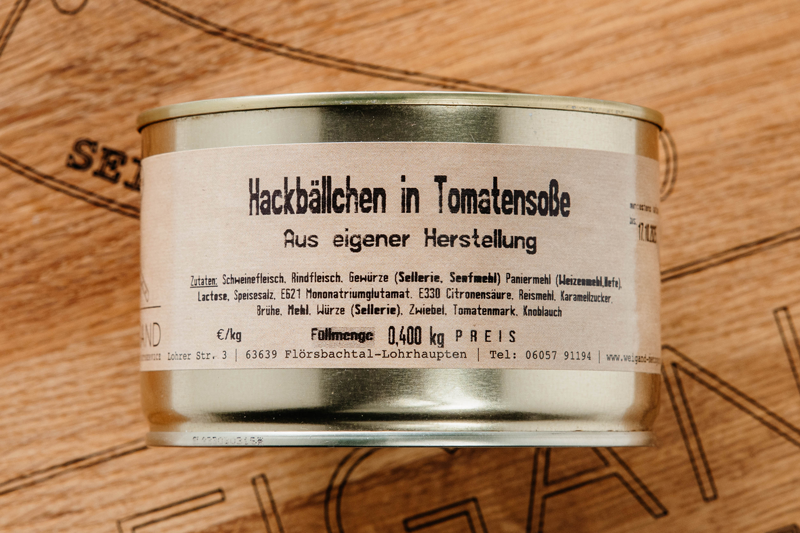 Hackbällchen in Tomatensoße
Aus eigener Herstellung
Zutaten: Schweinefleisch, Rindfleisch, Gewürze (Sellerie, Senfmehl) Paniermehl (Weizenmehl,Hefe),
Lactose, Speisesalz, E621 Mononatriumglutamat, E330 Citronensäure, Reismehl, Karamellzucker,
Brühe, Mehl, Würze (Sellerie), Zwiebel, Tomatenmark, Knoblauch
€/kg Füllmenge 0,400 kg PREIS
Lohrer Str. 3 | 63639 Flörsbachtal-Lohrhaupten | Tel: 06057 91194 |